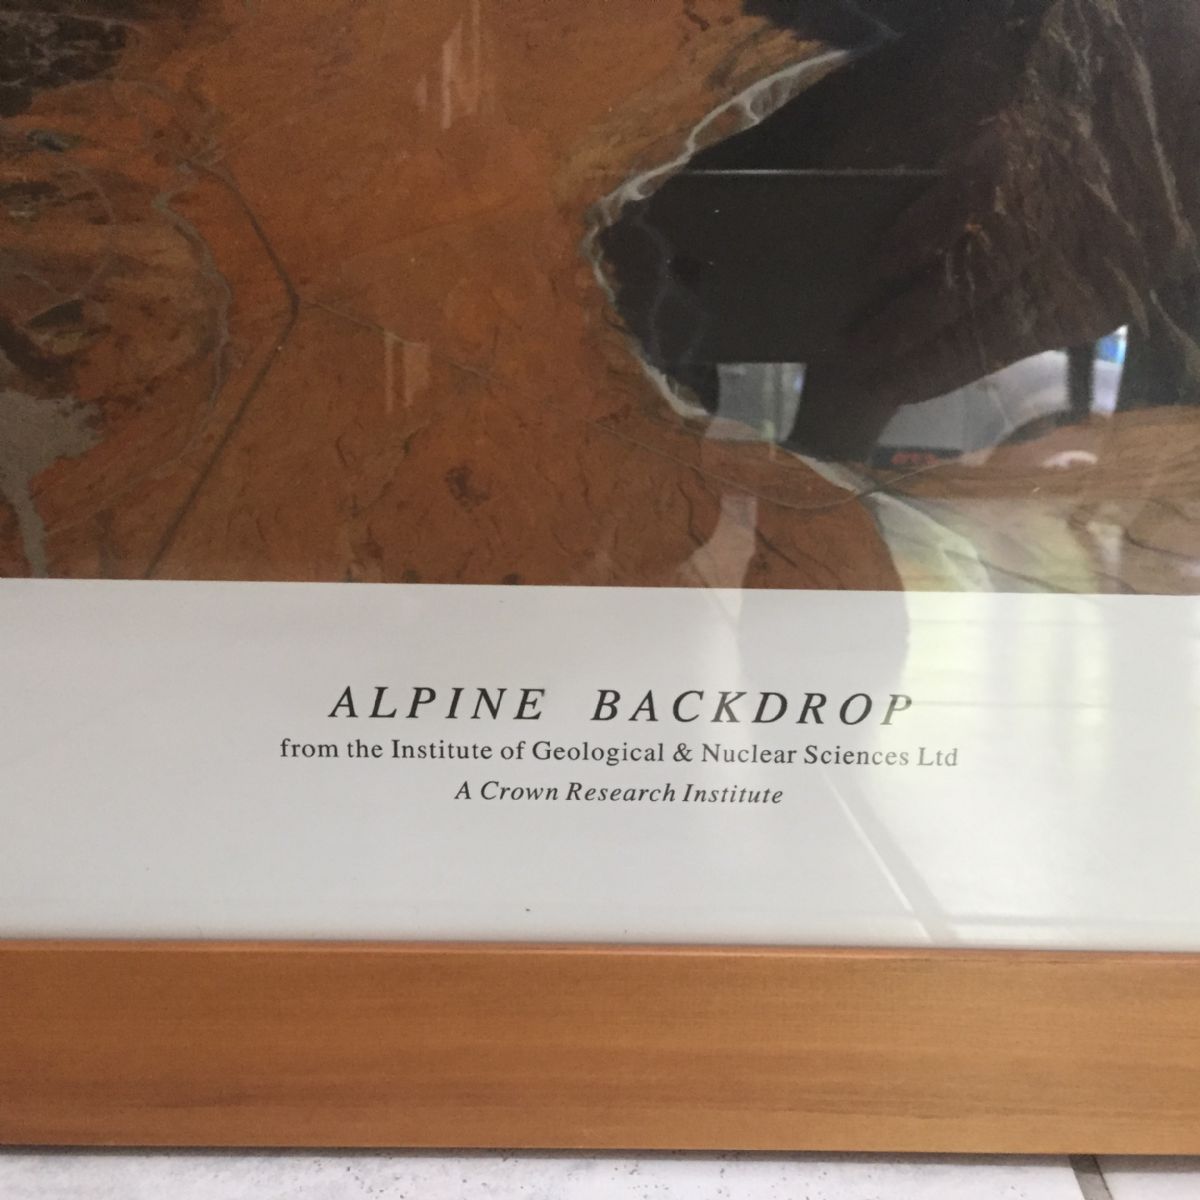 ALPINE BACKDROP
from the Institute of Geological & Nuclear Sciences Ltd
A Crown Research Institute